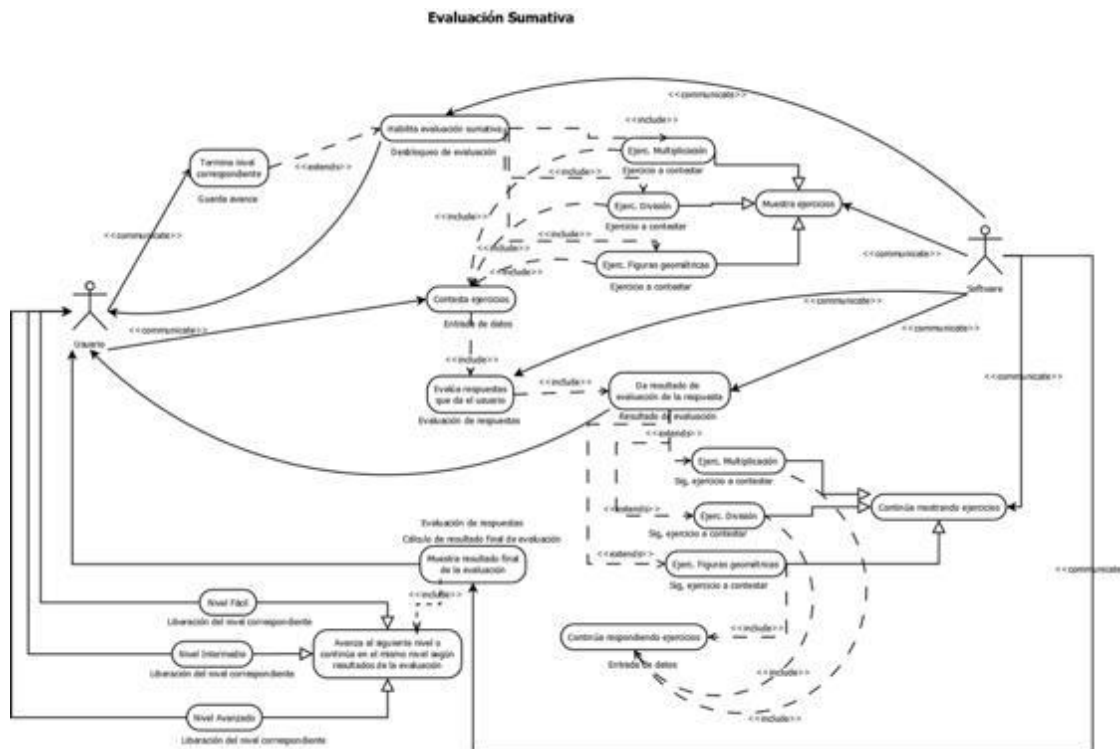 Evaluación Sumativa
<<communicate>>
Habilita evaluación sumativa
Desbloqueo de evaluación
<<include>>
Ejerc. Multiplicación
Ejercicio a contestar
Termina nivel
correspondiente
Guarda avance
<<extends>>
<<include>>
Ejerc. División
Ejercicio a contestar
Muestra ejercicios
<<include>>
<<include>>
<<communicate>>
<<include>>
<<include>>
Ejerc. Figuras geométricas
Ejercicio a contestar
<<communicate>>
Software
Contesta ejercicios
Entrada de datos
<<communicate>>
Usuario
<<communicate>>
<<communicate>>
<<include>>
<<include>>
Evalúa respuestas
que da el usuario
Evaluación de respuestas
Da resultado de
evaluación de la respuesta
Resultado de evaluación
<<communicate>>
<<extends>>
Ejerc. Multiplicación
Sig. ejercicio a contestar
<<extends>>
Ejerc. División
Sig. ejercicio a contestar
Continúa mostrando ejercicios
Evaluación de respuestas
Cálculo de resultado final de evaluación
Muestra resultado final
de la evaluación
<<extends>>
Ejerc. Figuras geométricas
Sig. ejercicio a contestar
<<communicate>>
<<include>>
Nivel Fácil
Liberación del nivel correspondiente
<<include>>
Continúa respondiendo ejercicios
Entrada de datos
Avanza al siguiente nivel o
continúa en el mismo nivel según
resultados de la evaluación
Nivel Intermedio
Liberación del nivel correspondiente
<<include>>
Nivel Avanzado
Liberación del nivel correspondiente
<<include>>